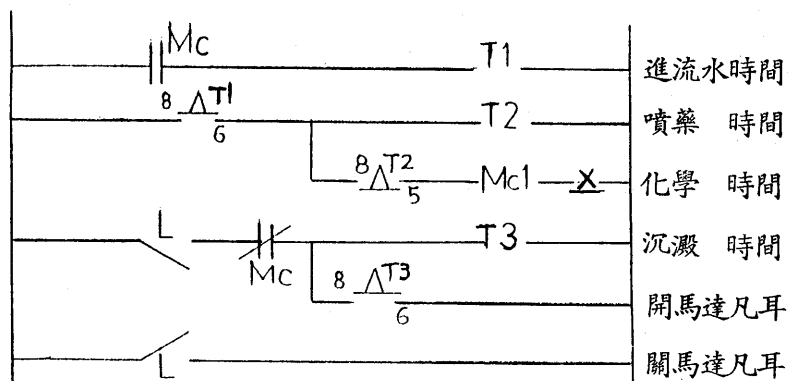 Mc T1 進流水時間
8 T1 6 T2 噴藥 時間
8 T2 5 Mc1 X 化學 時間
L Mc T3 沉澱 時間
8 T3 6 開馬達凡耳
L 關馬達凡耳